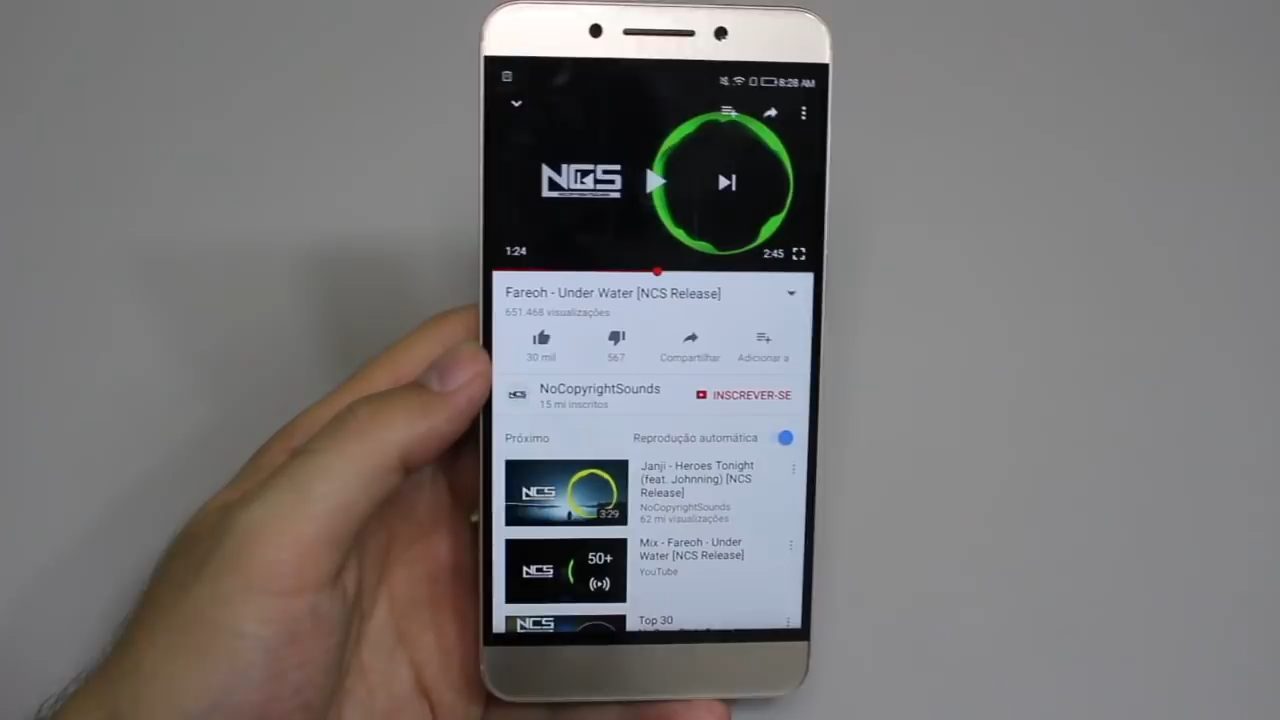 8:28 AM
NCS
1:24
2:45
Fareoh - Under Water [NCS Release]
651.468 visualizações
30 mil
567
Compartilhar
Adicionar a
NoCopyrightSounds
15 mi inscritos
INSCREVER-SE
Próximo
Reprodução automática
NCS
3:29
Janji - Heroes Tonight
(feat. Johnning) [NCS
Release]
NoCopyrightSounds
62 mi visualizações
NCS
50+
Mix - Fareoh - Under
Water [NCS Release]
YouTube
NCS
Top 30